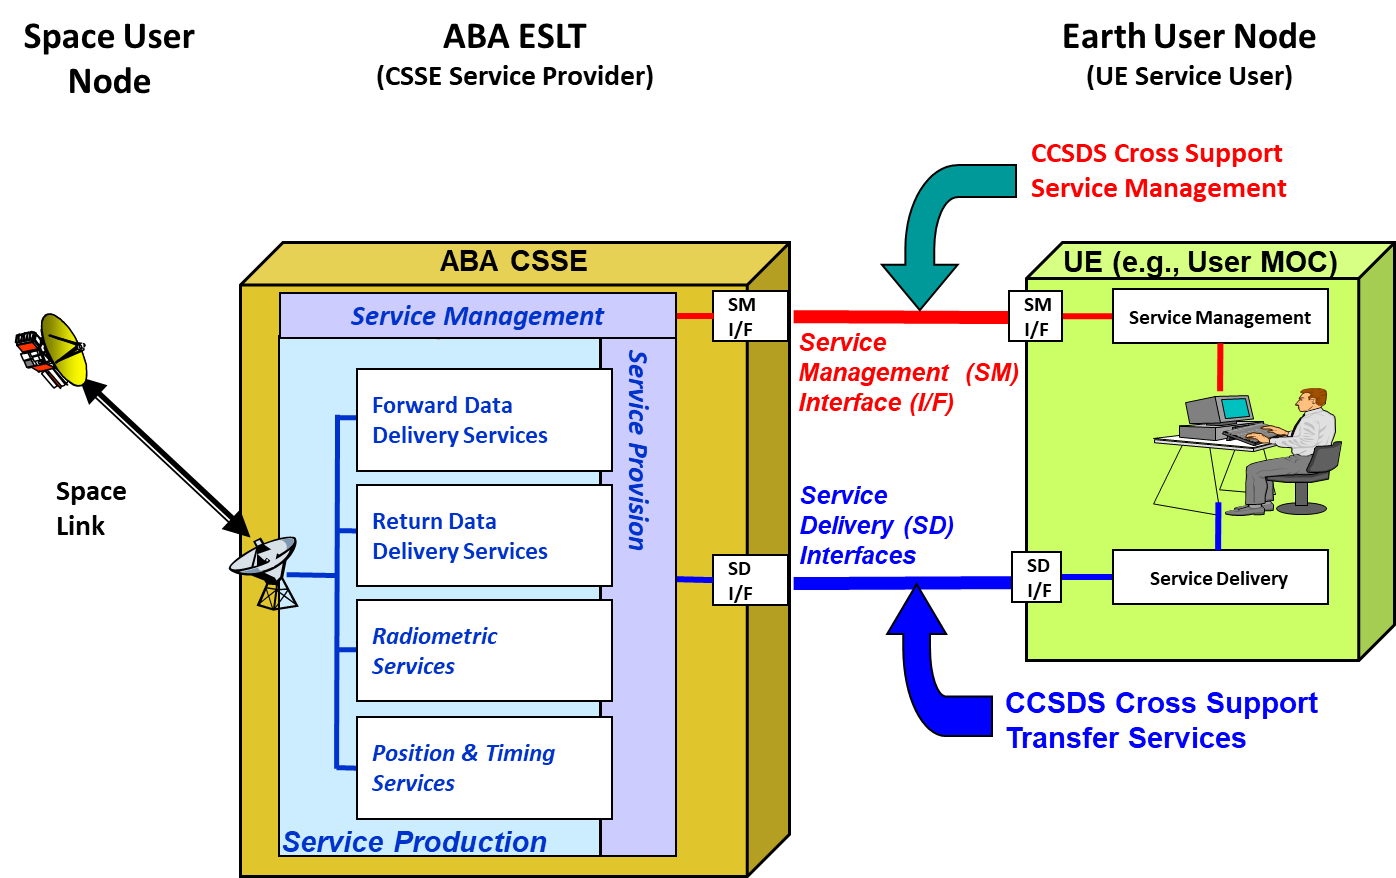 Space User
Node
ABA ESLT
(CSSE Service Provider)
Earth User Node
(UE Service User)
CCSDS Cross Support
Service Management
ABA CSSE
UE (e.g., User MOC)
Service Management
SM
I/F
SM
I/F
Service Management
Service
Management (SM)
Interface (I/F)
Service Provision
Forward Data
Delivery Services
Space
Link
Return Data
Delivery Services
Service
Delivery (SD)
Interfaces
SD
I/F
SD
I/F
Service Delivery
Radiometric
Services
Position & Timing
Services
Service Production
CCSDS Cross Support
Transfer Services